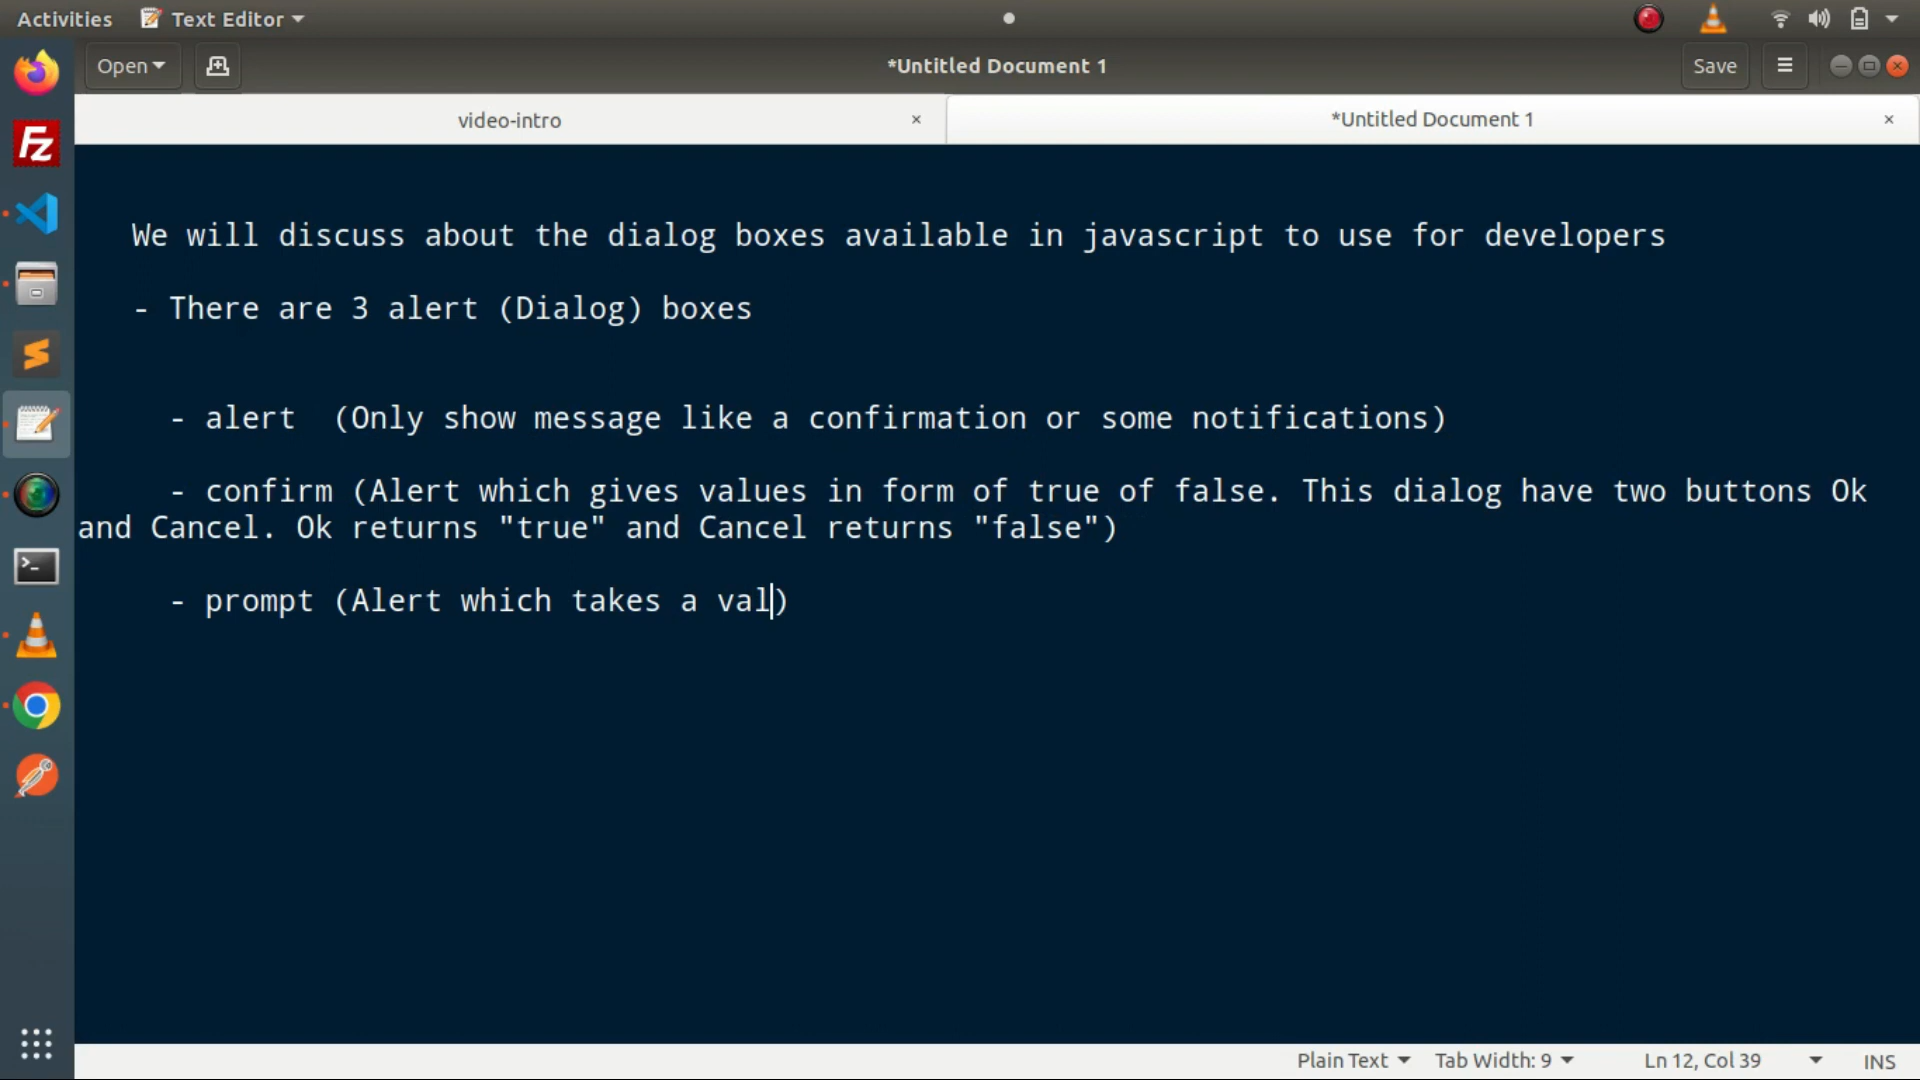 Activities Text Editor
Open *Untitled Document 1 Save
video-intro × *Untitled Document 1 ×
We will discuss about the dialog boxes available in javascript to use for developers
- There are 3 alert (Dialog) boxes
- alert (Only show message like a confirmation or some notifications)
- confirm (Alert which gives values in form of true of false. This dialog have two buttons Ok
and Cancel. Ok returns "true" and Cancel returns "false")
- prompt (Alert which takes a val)
Plain Text Tab Width: 9 Ln 12, Col 39 INS